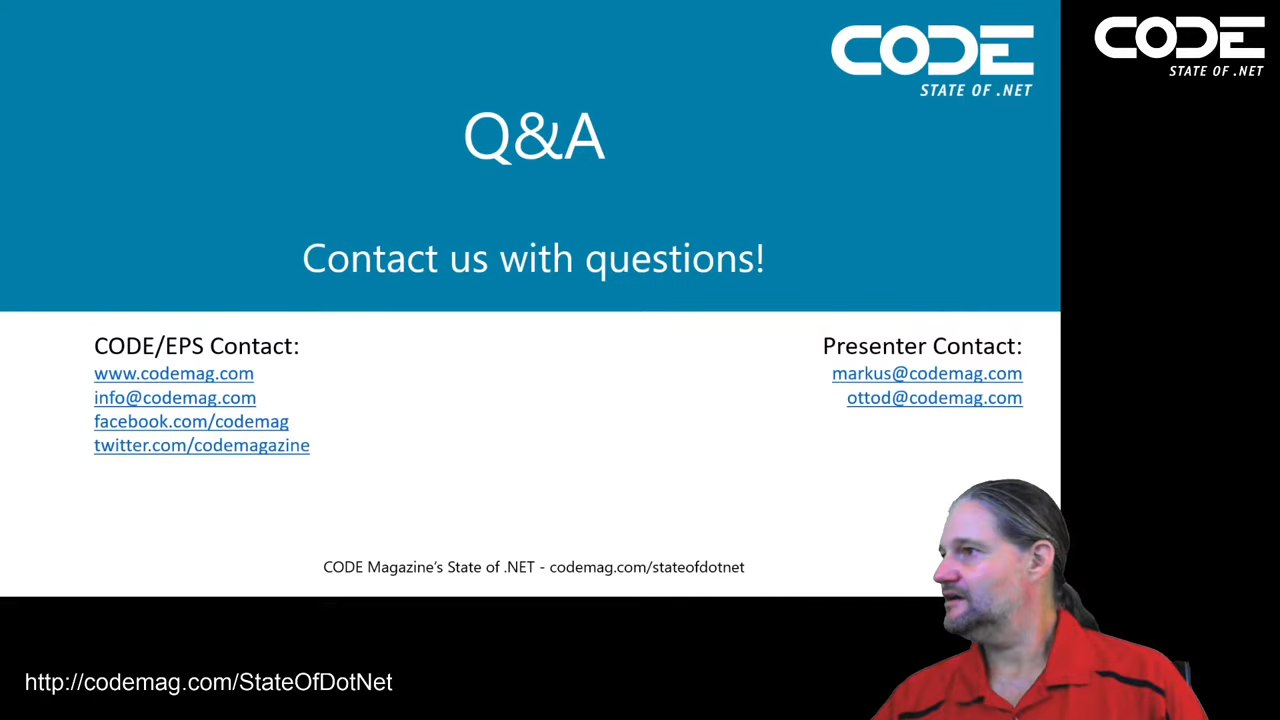 CODE
STATE OF .NET
CODE
STATE OF .NET
Q&A
Contact us with questions!
CODE/EPS Contact:
www.codemag.com
info@codemag.com
facebook.com/codemag
twitter.com/codemagazine
Presenter Contact:
markus@codemag.com
ottod@codemag.com
CODE Magazine's State of .NET - codemag.com/stateofdotnet
http://codemag.com/StateOfDotNet